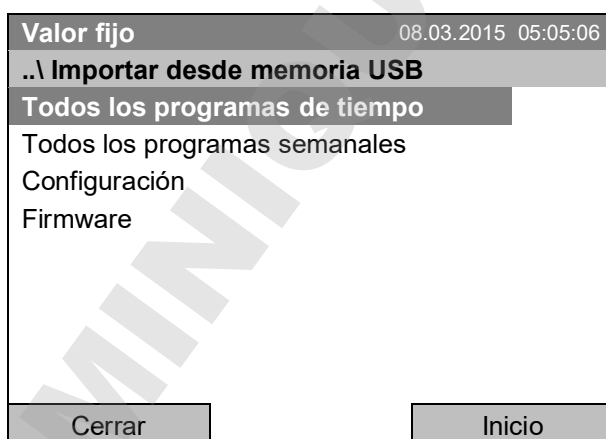 Valor fijo 08.03.2015 05:05:06
..\ Importar desde memoria USB
Todos los programas de tiempo
Todos los programas semanales
Configuración
Firmware
Cerrar Inicio